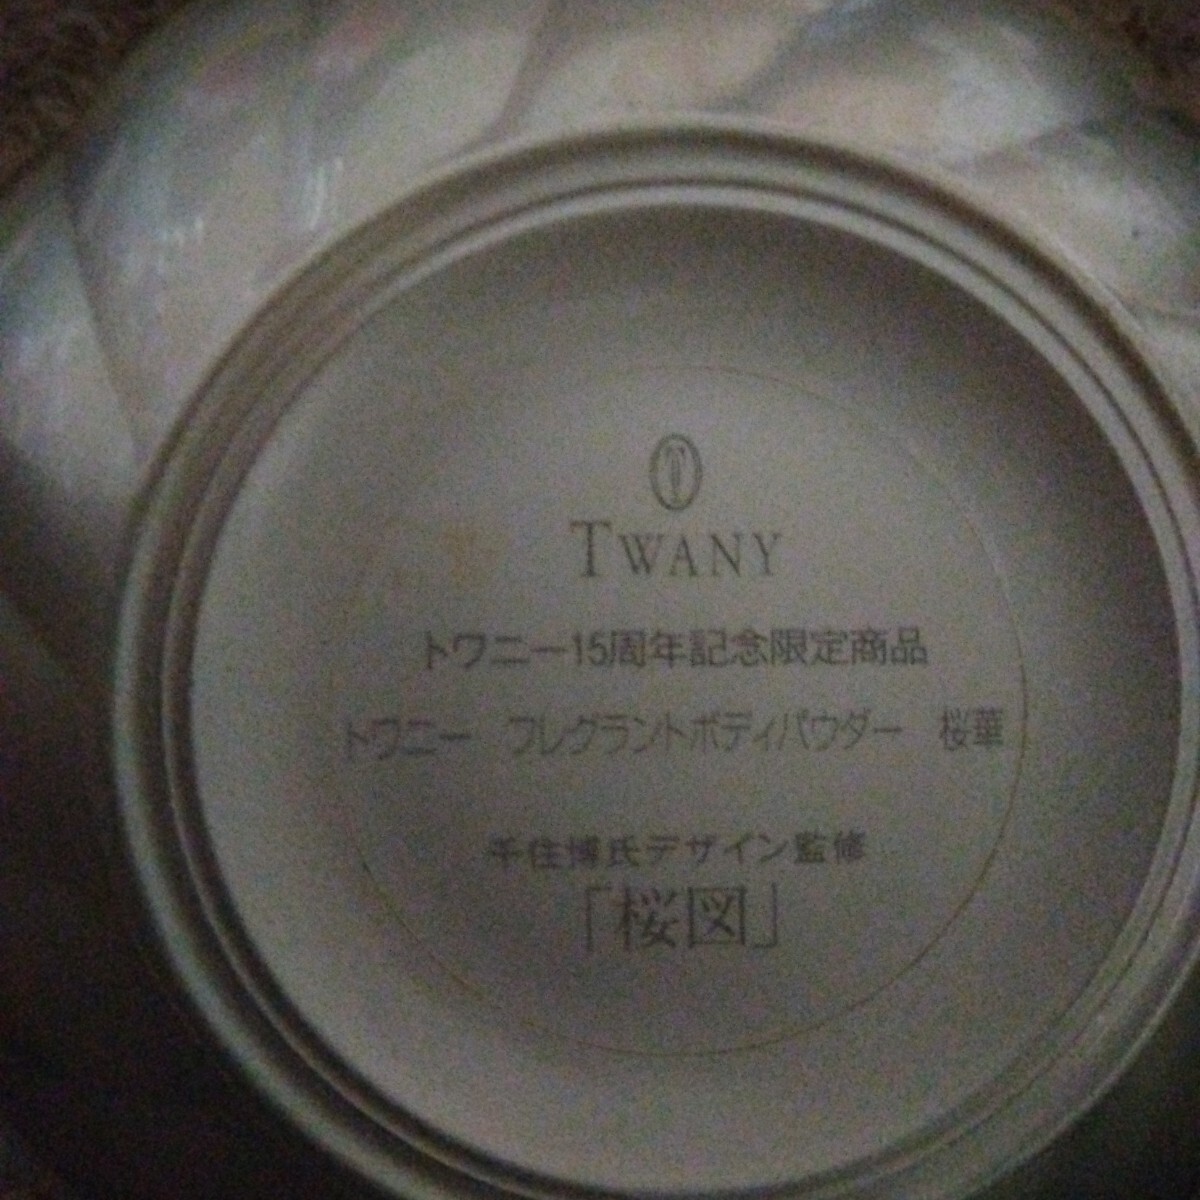 TWANY
トワニー15周年記念限定商品
トワニー フレグラントボディパウダー 桜華
千住博氏デザイン監修
「桜図」